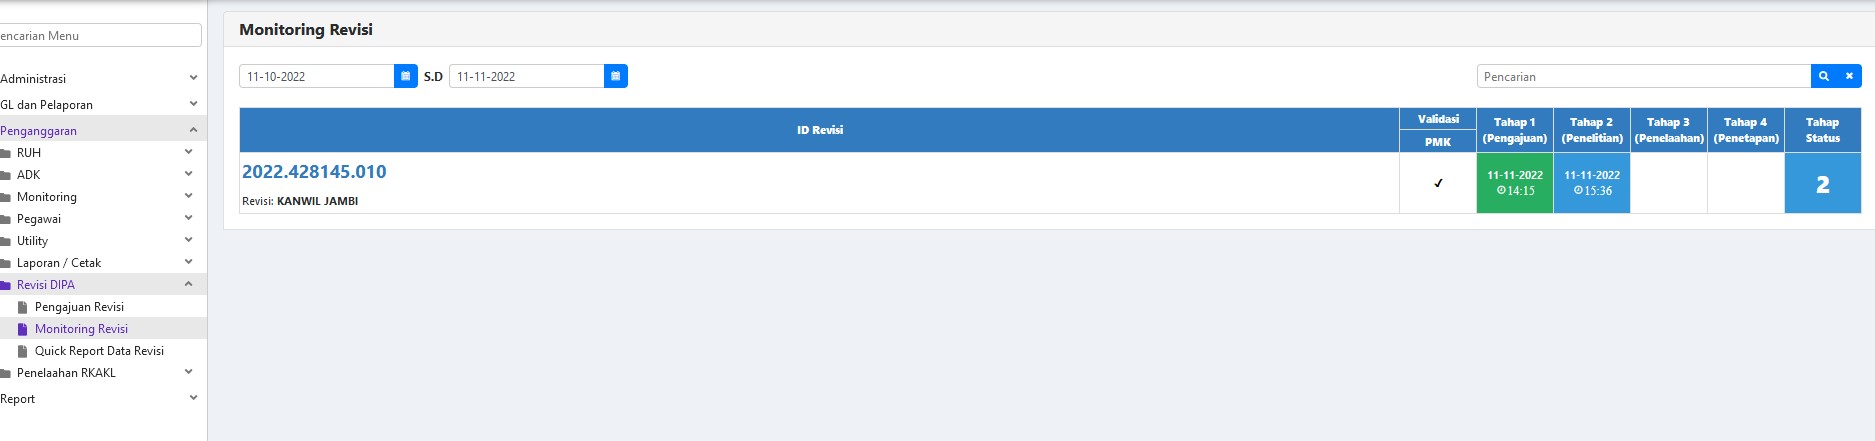 encarian Menu
Administrasi
GL dan Pelaporan
Penganggaran
RUH
ADK
Monitoring
Pegawai
Utility
Laporan / Cetak
Revisi DIPA
Pengajuan Revisi
Monitoring Revisi
Quick Report Data Revisi
Penelaahan RKAKL
Report
Monitoring Revisi
11-10-2022 S.D 11-11-2022
Pencarian
ID Revisi
Validasi
PMK
Tahap 1
(Pengajuan)
Tahap 2
(Penelitian)
Tahap 3
(Penelaahan)
Tahap 4
(Penetapan)
Tahap
Status
2022.428145.010
Revisi: KANWIL JAMBI
✓
11-11-2022
14:15
11-11-2022
15:36
2